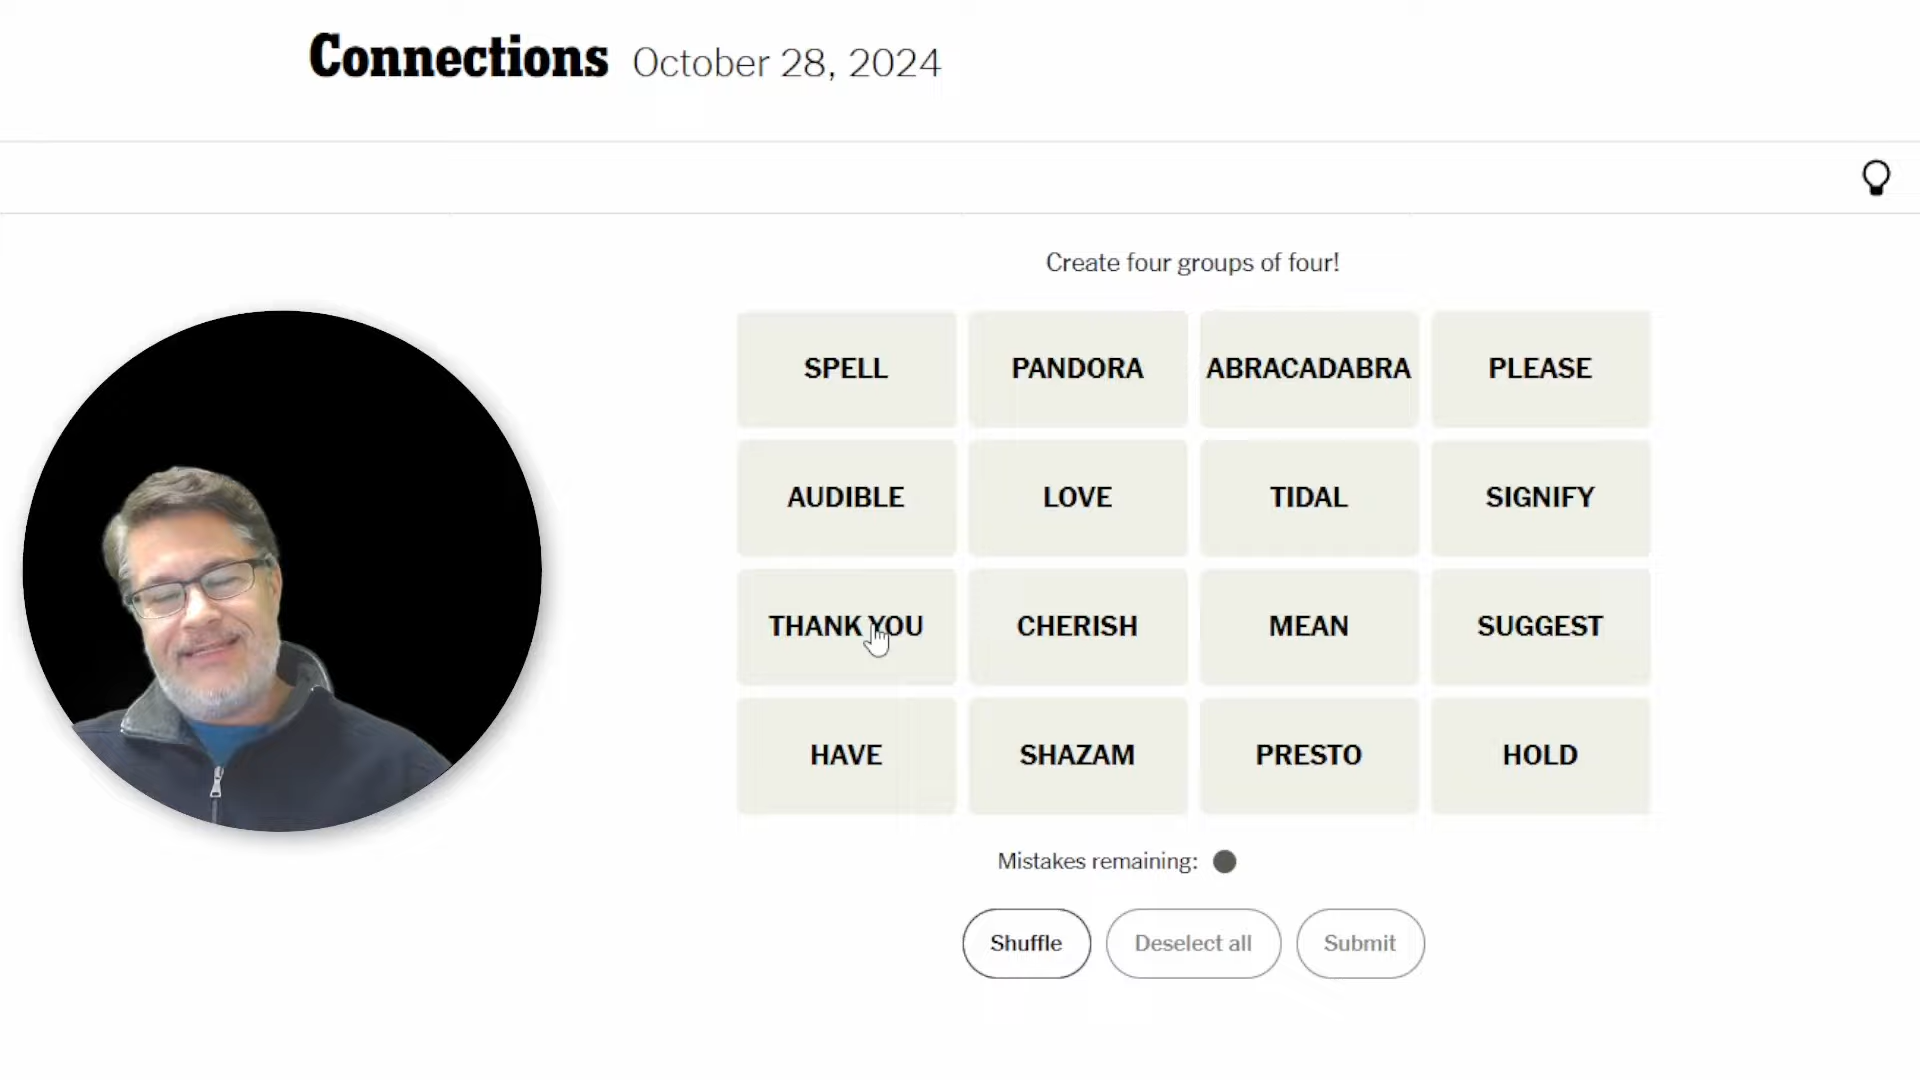 Connections October 28, 2024
Create four groups of four!
SPELL PANDORA ABRACADABRA PLEASE
AUDIBLE LOVE TIDAL SIGNIFY
THANK YOU CHERISH MEAN SUGGEST
HAVE SHAZAM PRESTO HOLD
Mistakes remaining:
Shuffle Deselect all Submit